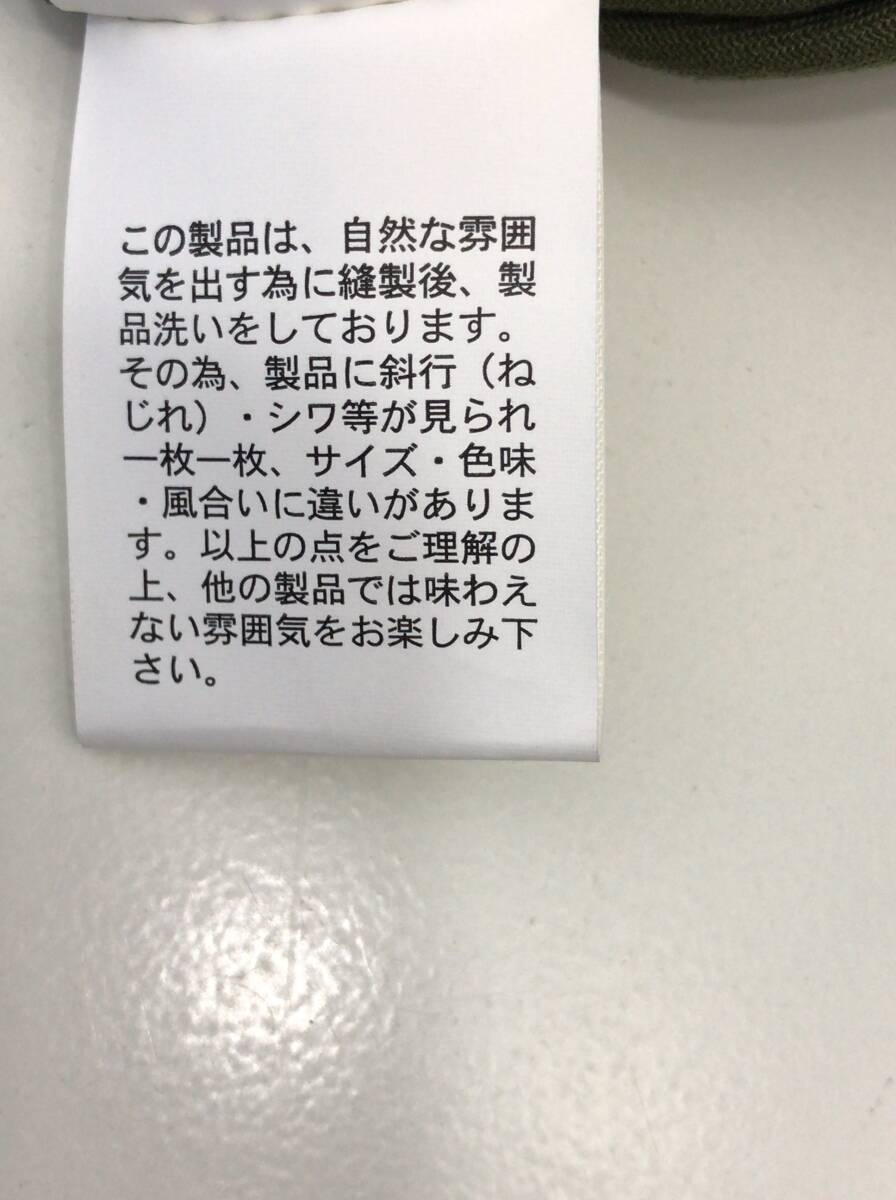 この製品は、自然な雰囲
気を出す為に縫製後、製
品洗いをしております。
その為、製品に斜行（ね
じれ）・シワ等が見られ
一枚一枚、サイズ・色味
・風合いに違いがありま
す。以上の点をご理解の
上、他の製品では味わえ
ない雰囲気をお楽しみ下
さい。